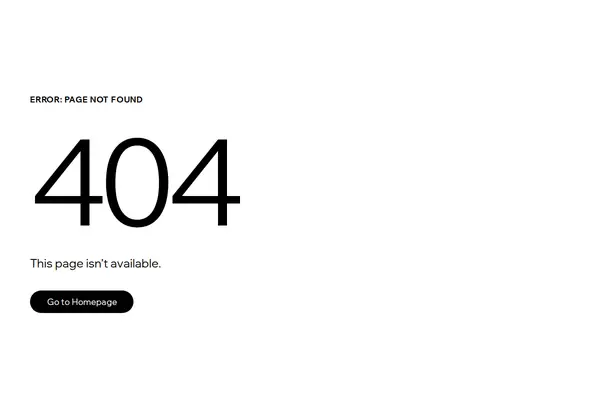 ERROR: PAGE NOT FOUND
404
This page isn't available.
Go to Homepage